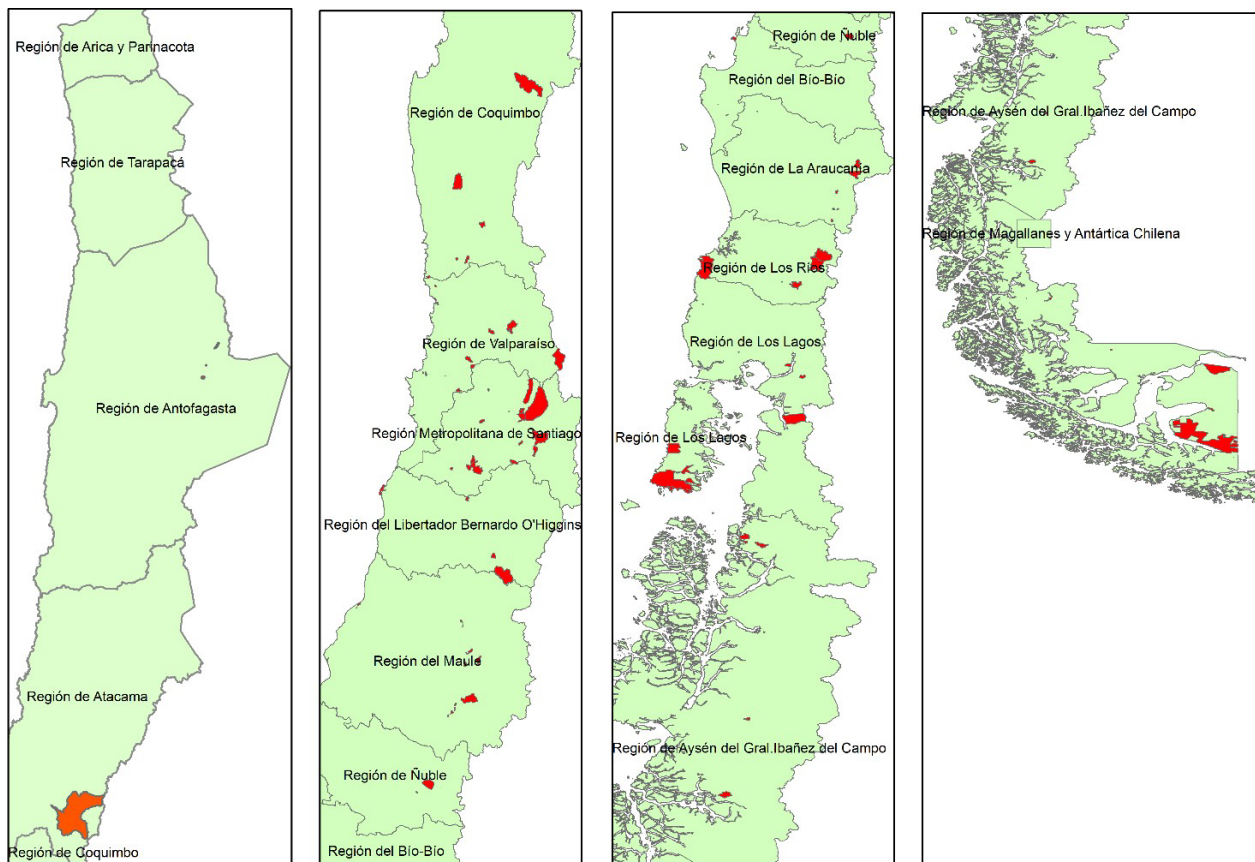 Región de Arica y Parinacota
Región de Tarapacá
Región de Antofagasta
Región de Atacama
Región de Coquimbo
Región de Coquimbo
Región de Valparaíso
Región Metropolitana de Santiago
Región del Libertador Bernardo O'Higgins
Región del Maule
Región de Ñuble
Región del Bío-Bío
Región de Ñuble
Región del Bío-Bío
Región de La Araucanía
Región de Los Ríos
Región de Los Lagos
Región de Los Lagos
Región de Aysén del Gral.Ibañez del Campo
Región de Aysén del Gral.Ibañez del Campo
Región de Magallanes y Antártica Chilena